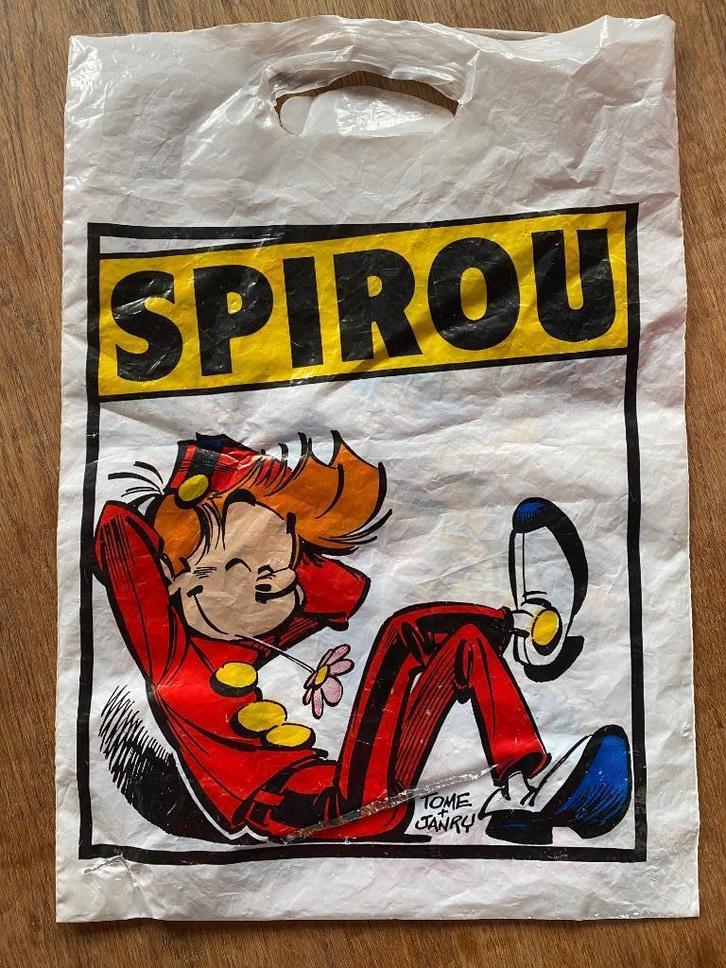 SPIROU
TOME
+
JANRY